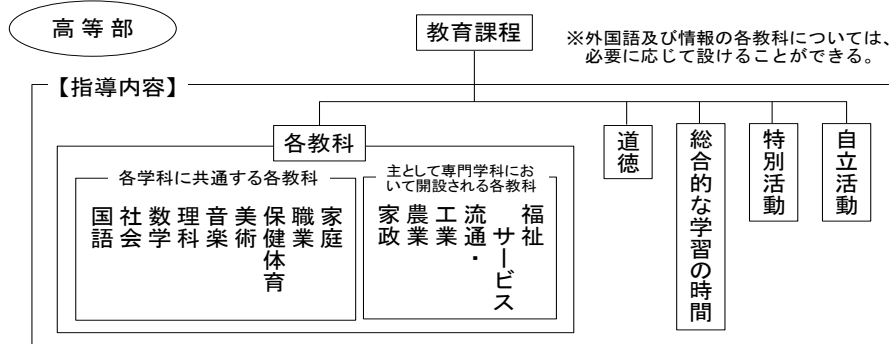 高等部
教育課程
※外国語及び情報の各教科については、
必要に応じて設けることができる。
【指導内容】
各教科
各学科に共通する各教科
国語
社会
数学
理科
音楽
美術
保健体育
職業
家庭
主として専門学科にお
いて開設される各教科
家政
農業
工業
流通・
サービス
福祉
道徳
総合的な学習の時間
特別活動
自立活動